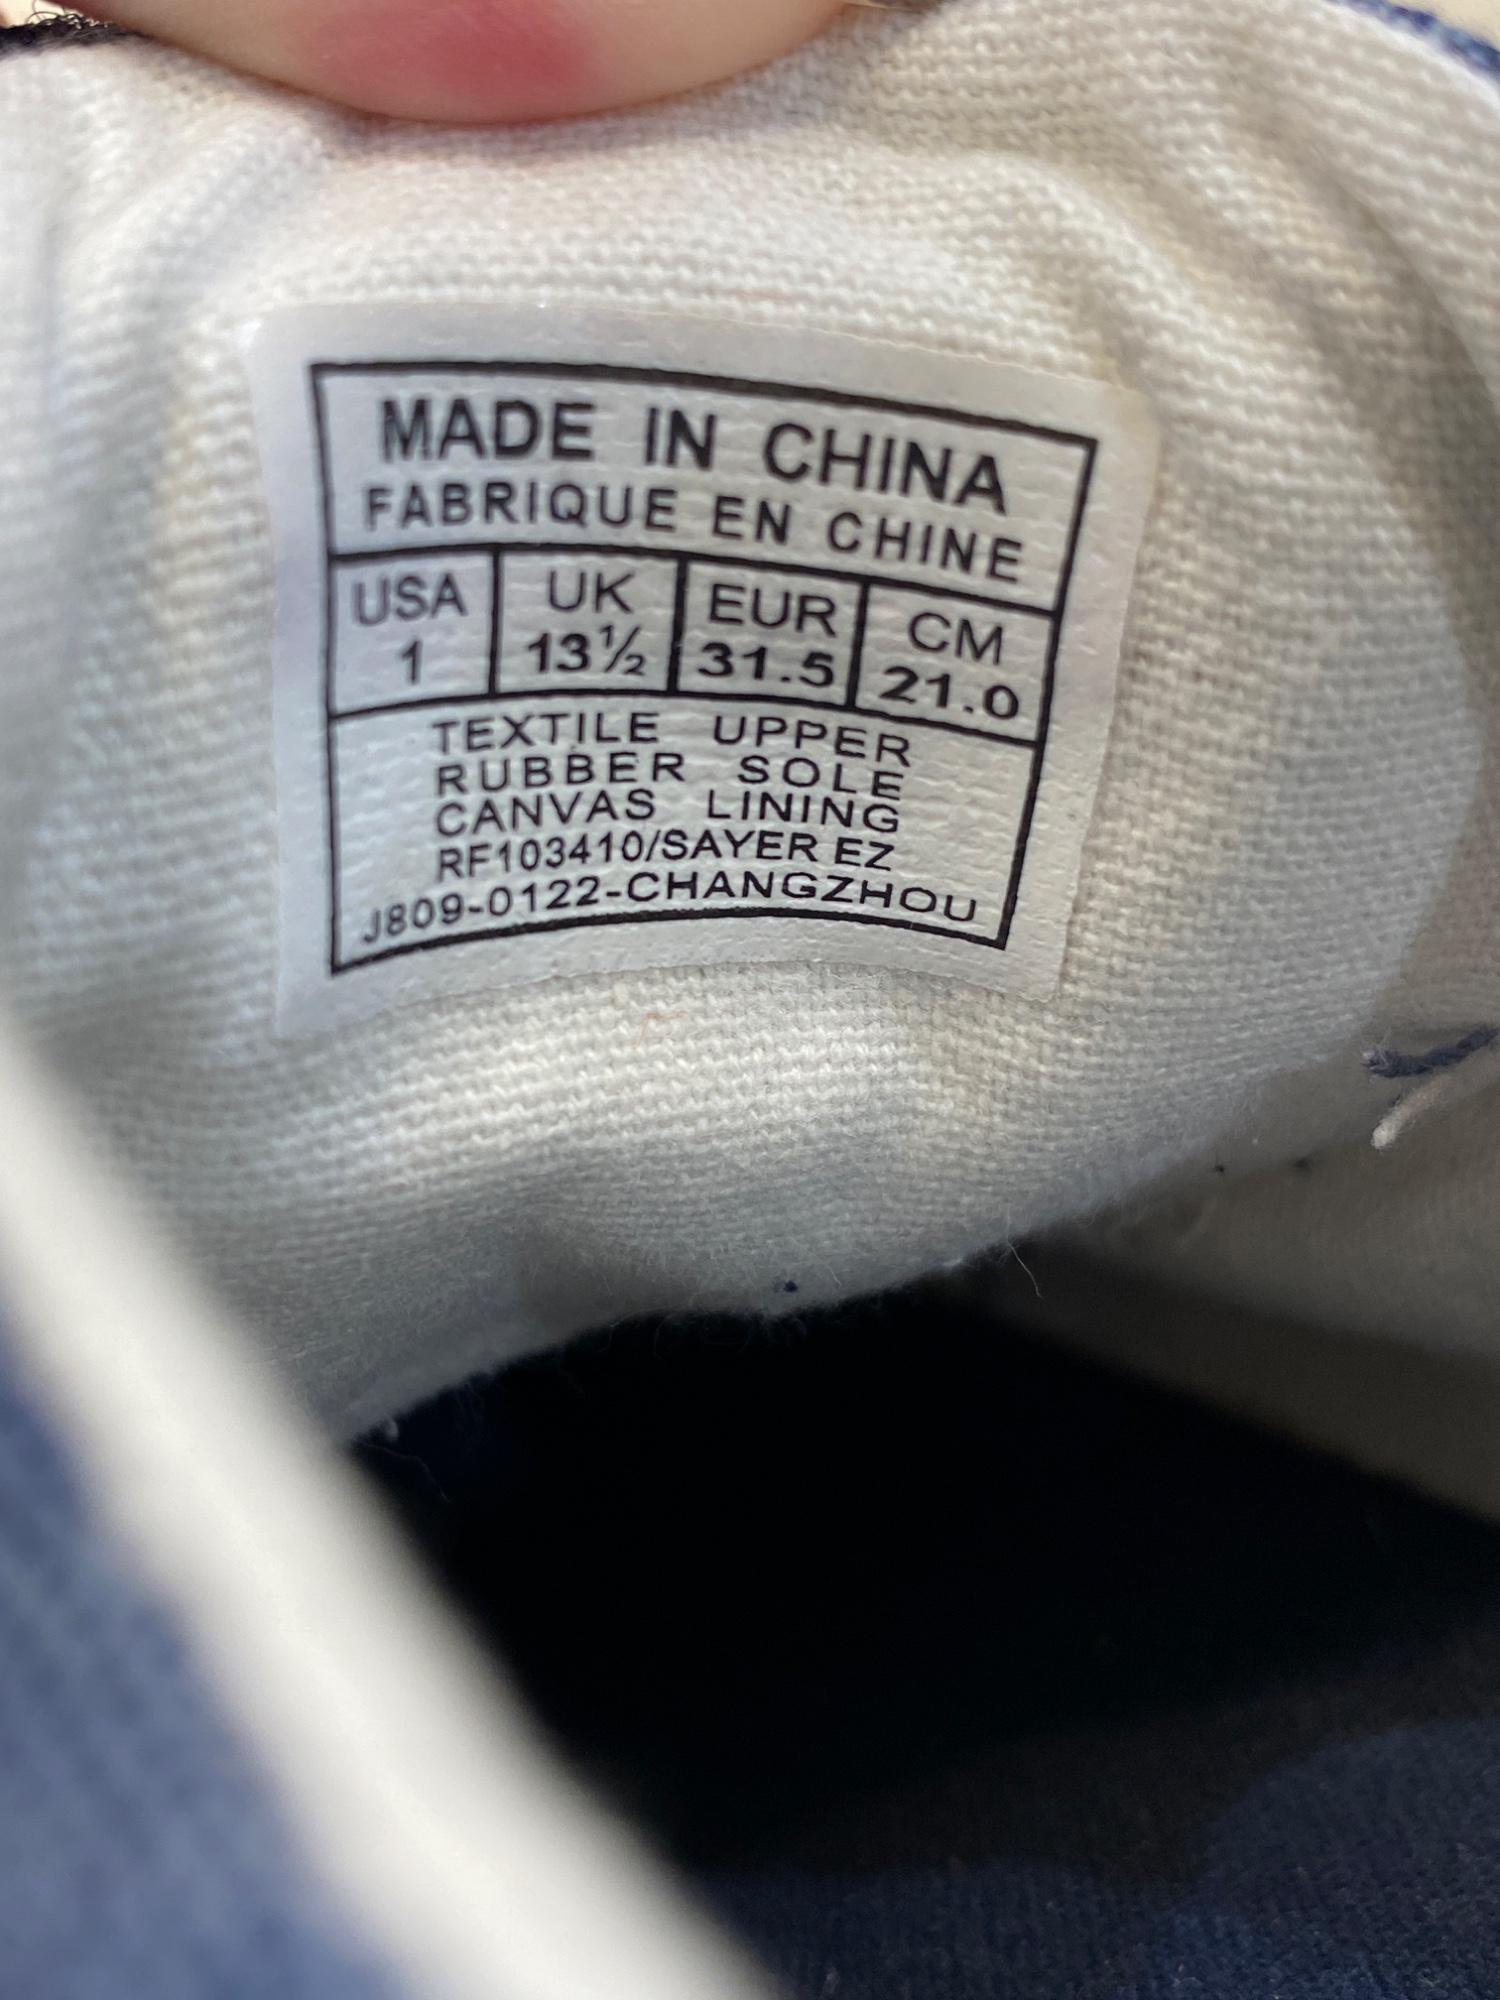 MADE IN CHINA
FABRIQUE EN CHINE
USA UK EUR CM
1 13½ 31.5 21.0
TEXTILE UPPER
RUBBER SOLE
CANVAS LINING
RF103410/SAYER EZ
J809-0122-CHANGZHOU